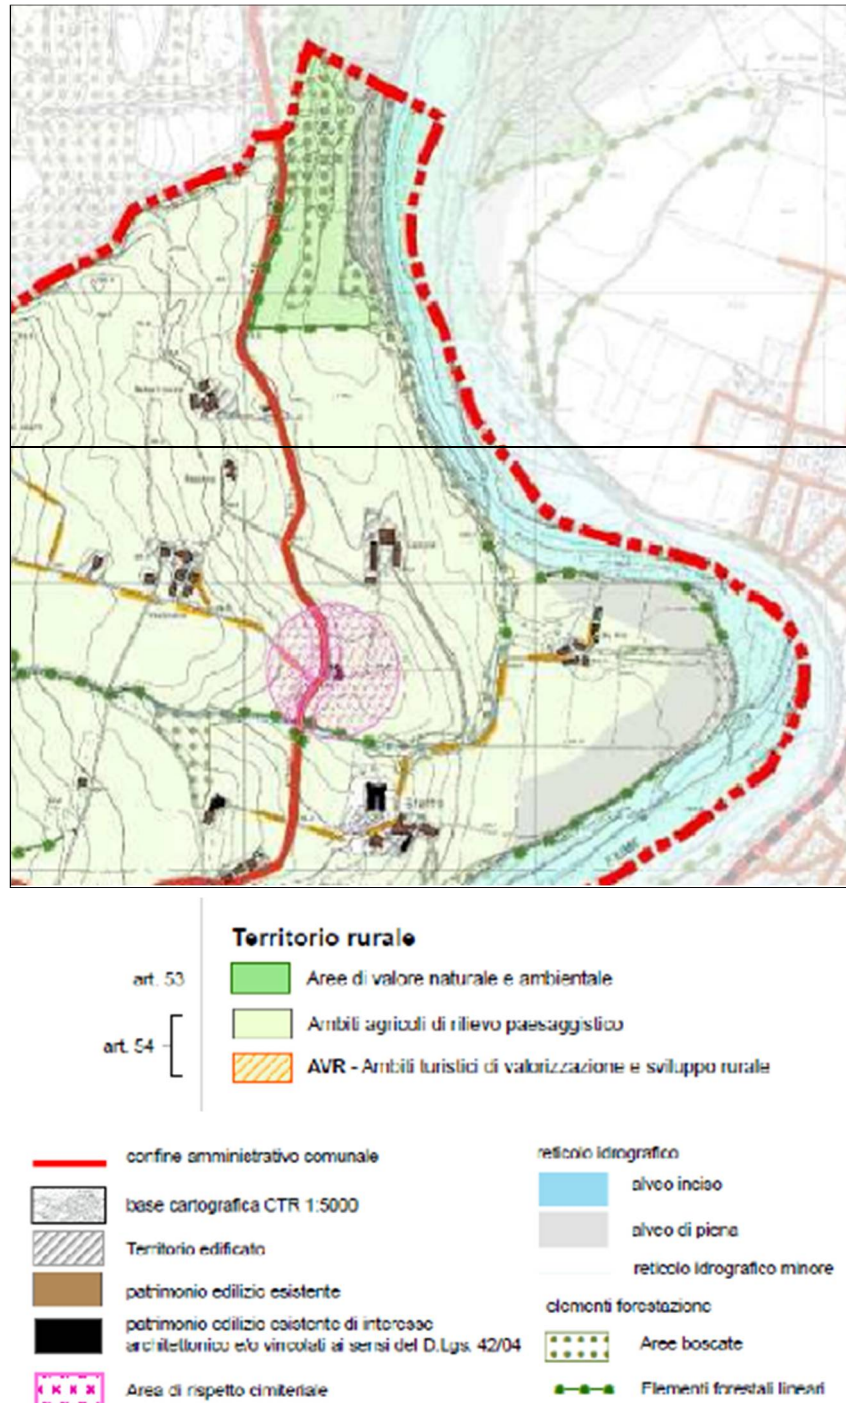 FIUME
Territorio rurale
art. 53
Aree di valore naturale e ambientale
art. 54
Ambiti agricoli di rilievo paesaggistico
AVR - Ambiti turistici di valorizzazione e sviluppo rurale
confine amministrativo comunale
base cartografica CTR 1:5000
Territorio edificato
patrimonio edilizio esistente
patrimonio edilizio esistente di interesse
architettonico e/o vincolati ai sensi del D.Lgs. 42/04
Area di rispetto cimiteriale
reticolo idrografico
alveo inciso
alveo di piena
reticolo idrografico minore
elementi forestazione
Aree boscate
Elementi forestali lineari